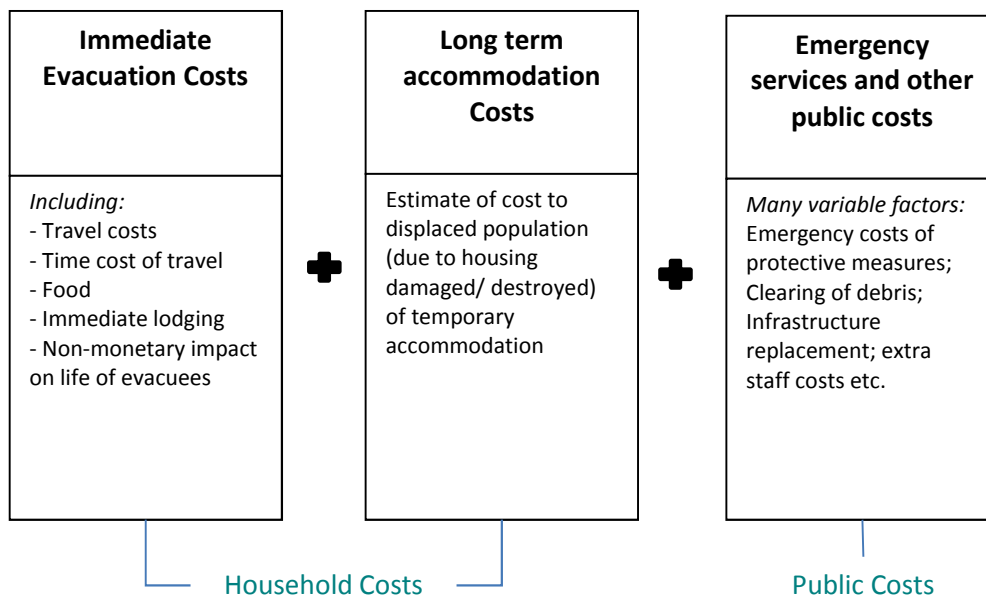 Immediate
Evacuation Costs
Including:
- Travel costs
- Time cost of travel
- Food
- Immediate lodging
- Non-monetary impact
on life of evacuees
Long term
accommodation
Costs
Estimate of cost to
displaced population
(due to housing
damaged/ destroyed)
of temporary
accommodation
Emergency
services and other
public costs
Many variable factors:
Emergency costs of
protective measures;
Clearing of debris;
Infrastructure
replacement; extra
staff costs etc.
Household Costs
Public Costs